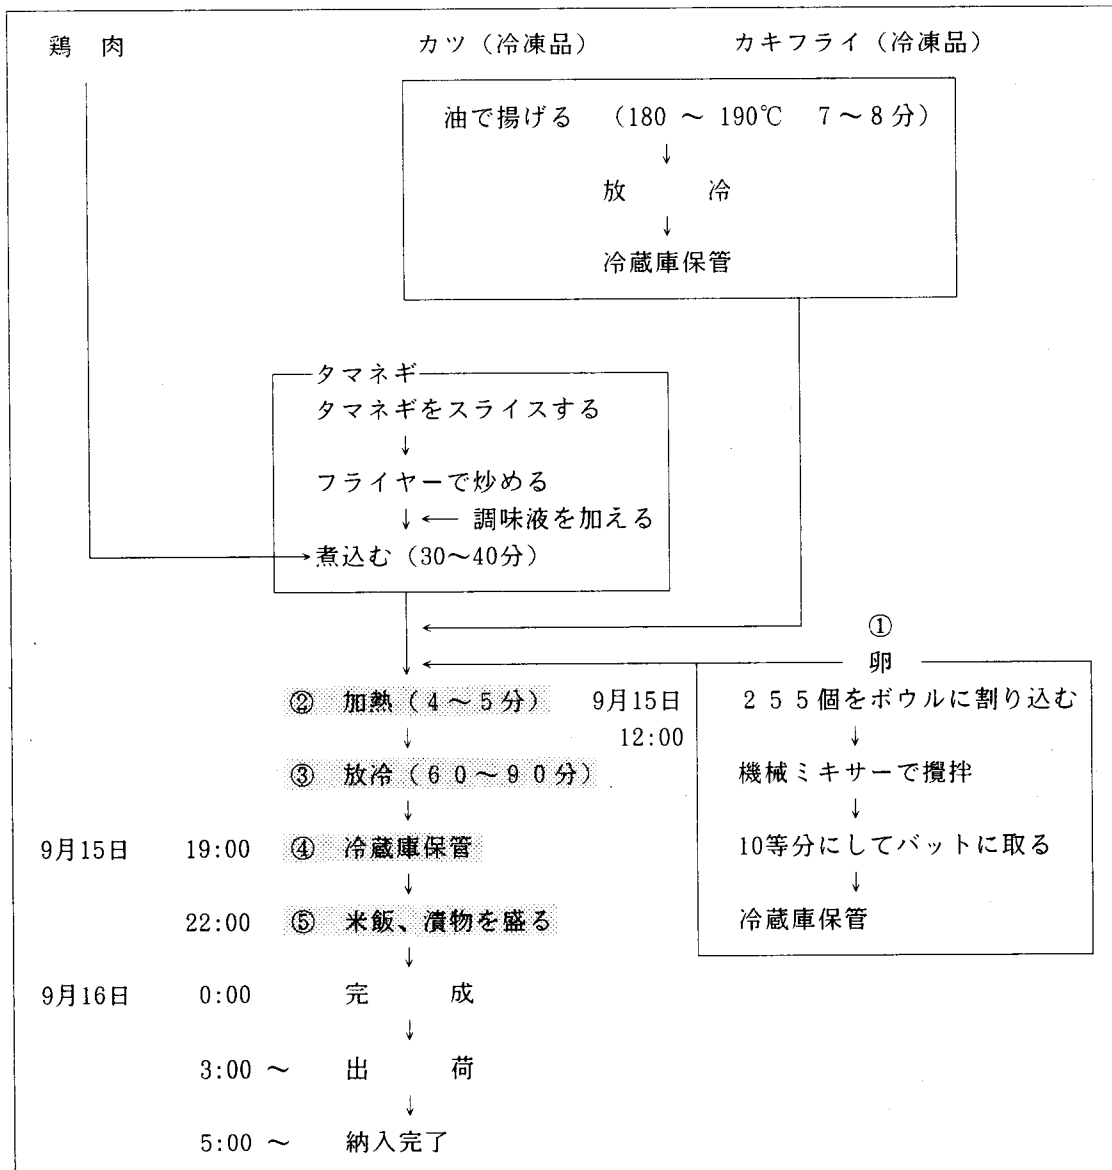 鶏 肉　カツ（冷凍品）　カキフライ（冷凍品）
油で揚げる　（180 ～ 190℃　7～8分）
↓
放　冷
↓
冷蔵庫保管
タマネギ
タマネギをスライスする
↓
フライヤーで炒める
↓ ← 調味液を加える
煮込む（30～40分）
①
卵
255個をボウルに割り込む
↓
機械ミキサーで攪拌
↓
10等分にしてバットに取る
↓
冷蔵庫保管
② 加熱（4～5分）　9月15日
12:00
↓
③ 放冷（60～90分）
↓
9月15日　19:00　④ 冷蔵庫保管
↓
22:00　⑤ 米飯、漬物を盛る
↓
9月16日　0:00　完　成
↓
3:00 ～　出　荷
↓
5:00 ～　納入完了